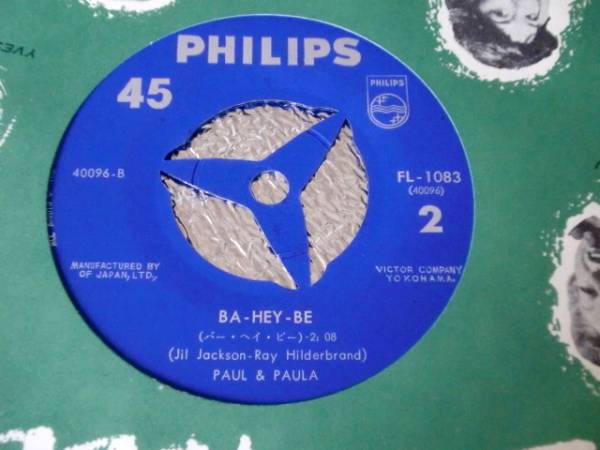 PHILIPS
45
PHILIPS
40096-B
FL-1083
(40096)
2
MANUFACTURED BY
OF JAPAN, LTD.,
VICTOR COMPANY
YOKOHAMA.
BA-HEY-BE
(バー・ヘイ・ビー)-2:08
(Jil Jackson-Ray Hilderbrand)
PAUL & PAULA
YVES